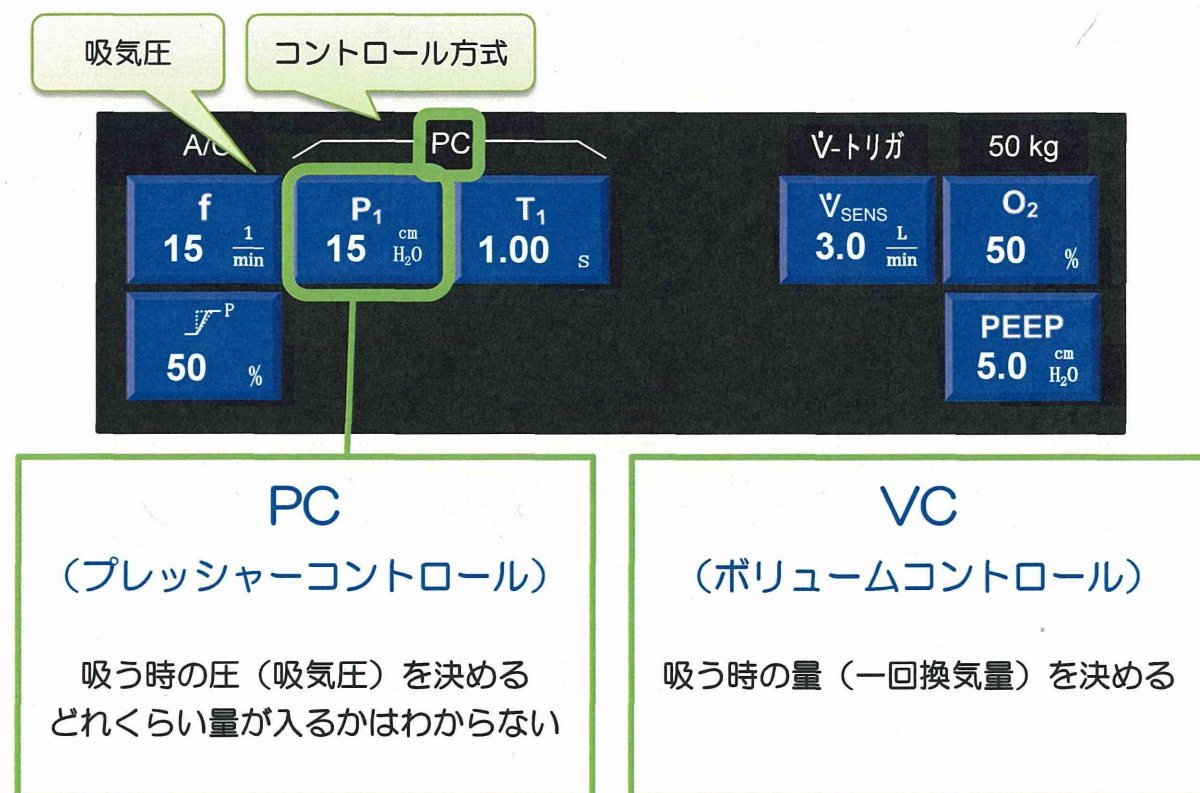 吸気圧
コントロール方式
A/C
PC
V̇-トリガ
50 kg
f
15 1/min
P₁
15 cm H₂O
T₁
1.00 s
V̇SENS
3.0 L/min
O₂
50 %
P
50 %
PEEP
5.0 cm H₂O
PC
（プレッシャーコントロール）
吸う時の圧（吸気圧）を決める
どれくらい量が入るかはわからない
VC
（ボリュームコントロール）
吸う時の量（一回換気量）を決める